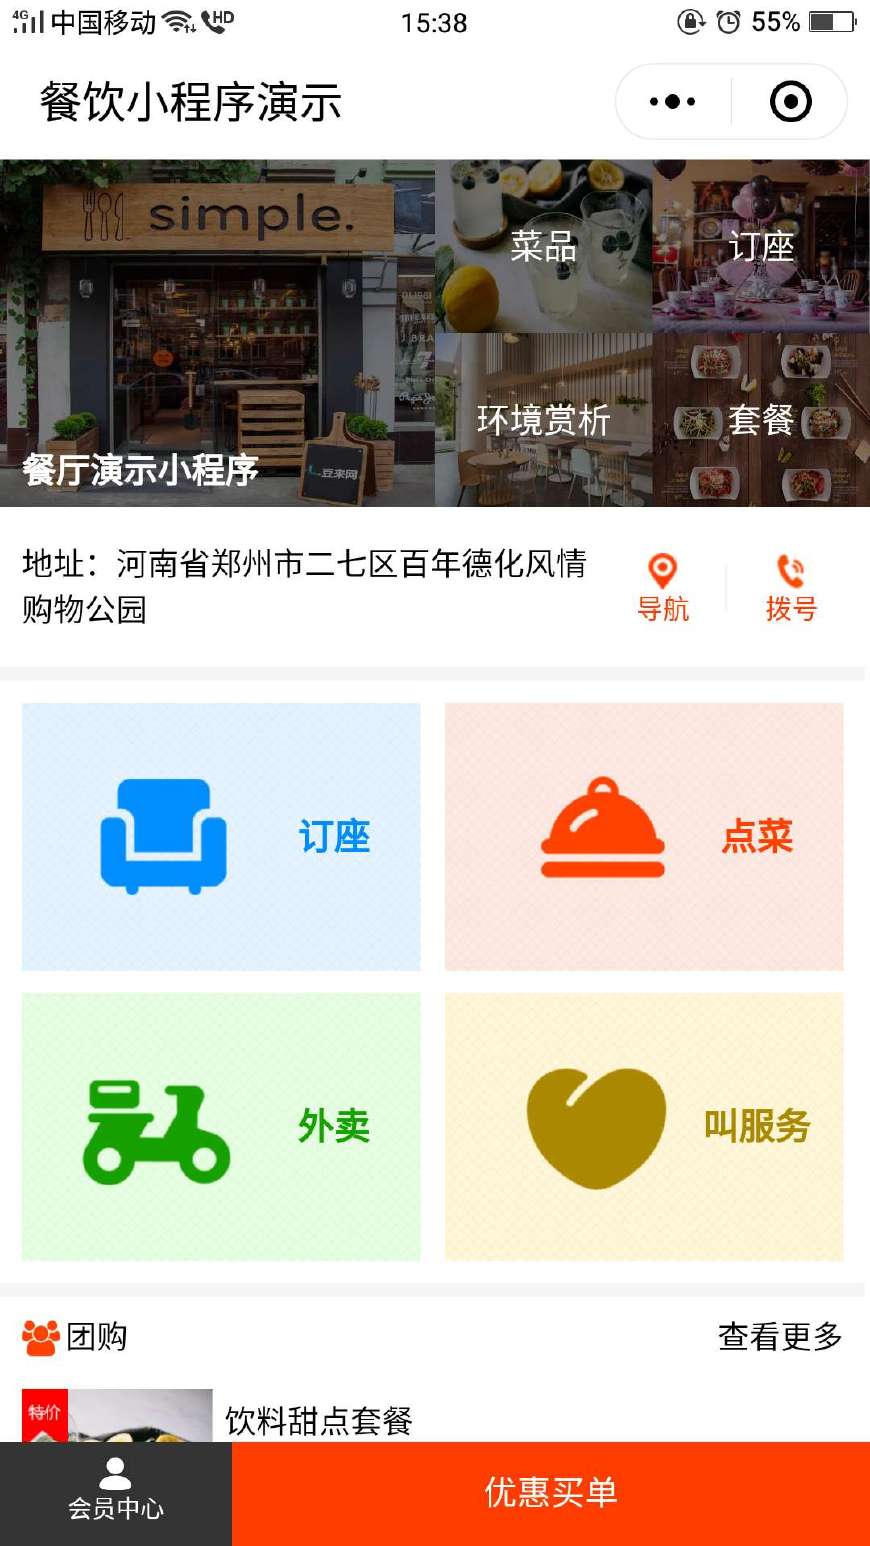 4G 中国移动 HD 15:38 55%
餐饮小程序演示
simple.
菜品
订座
环境赏析
套餐
豆来网
餐厅演示小程序
地址：河南省郑州市二七区百年德化风情
购物公园
导航
拨号
订座
点菜
外卖
叫服务
团购
查看更多
特价
饮料甜点套餐
会员中心
优惠买单